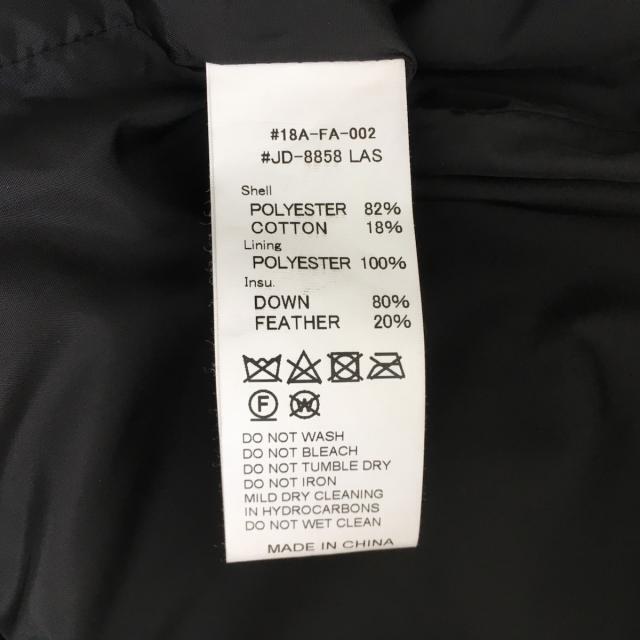 #18A-FA-002
#JD-8858 LAS
Shell
POLYESTER 82%
COTTON 18%
Lining
POLYESTER 100%
Insu.
DOWN 80%
FEATHER 20%
F W
DO NOT WASH
DO NOT BLEACH
DO NOT TUMBLE DRY
DO NOT IRON
MILD DRY CLEANING
IN HYDROCARBONS
DO NOT WET CLEAN
MADE IN CHINA